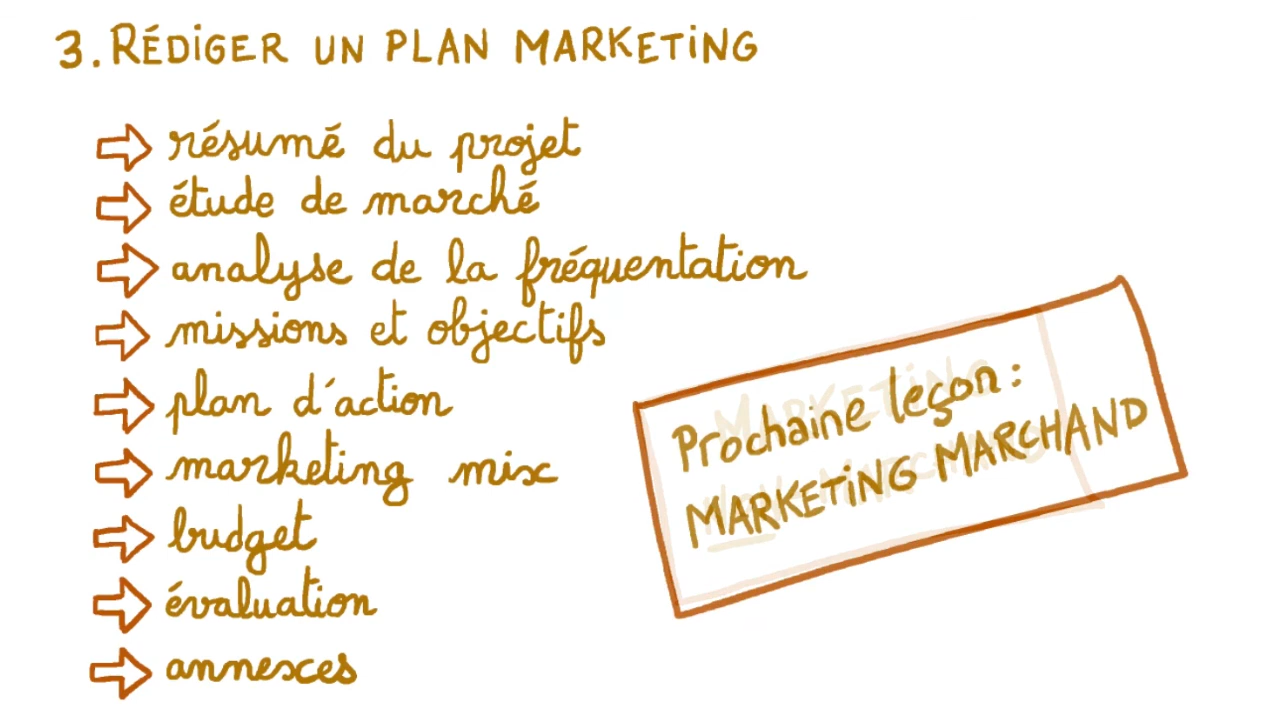 3. RÉDIGER UN PLAN MARKETING
résumé du projet
étude de marché
analyse de la fréquentation
missions et objectifs
plan d'action
marketing mix
budget
évaluation
annexes
Prochaine leçon :
MARKETING MARCHAND